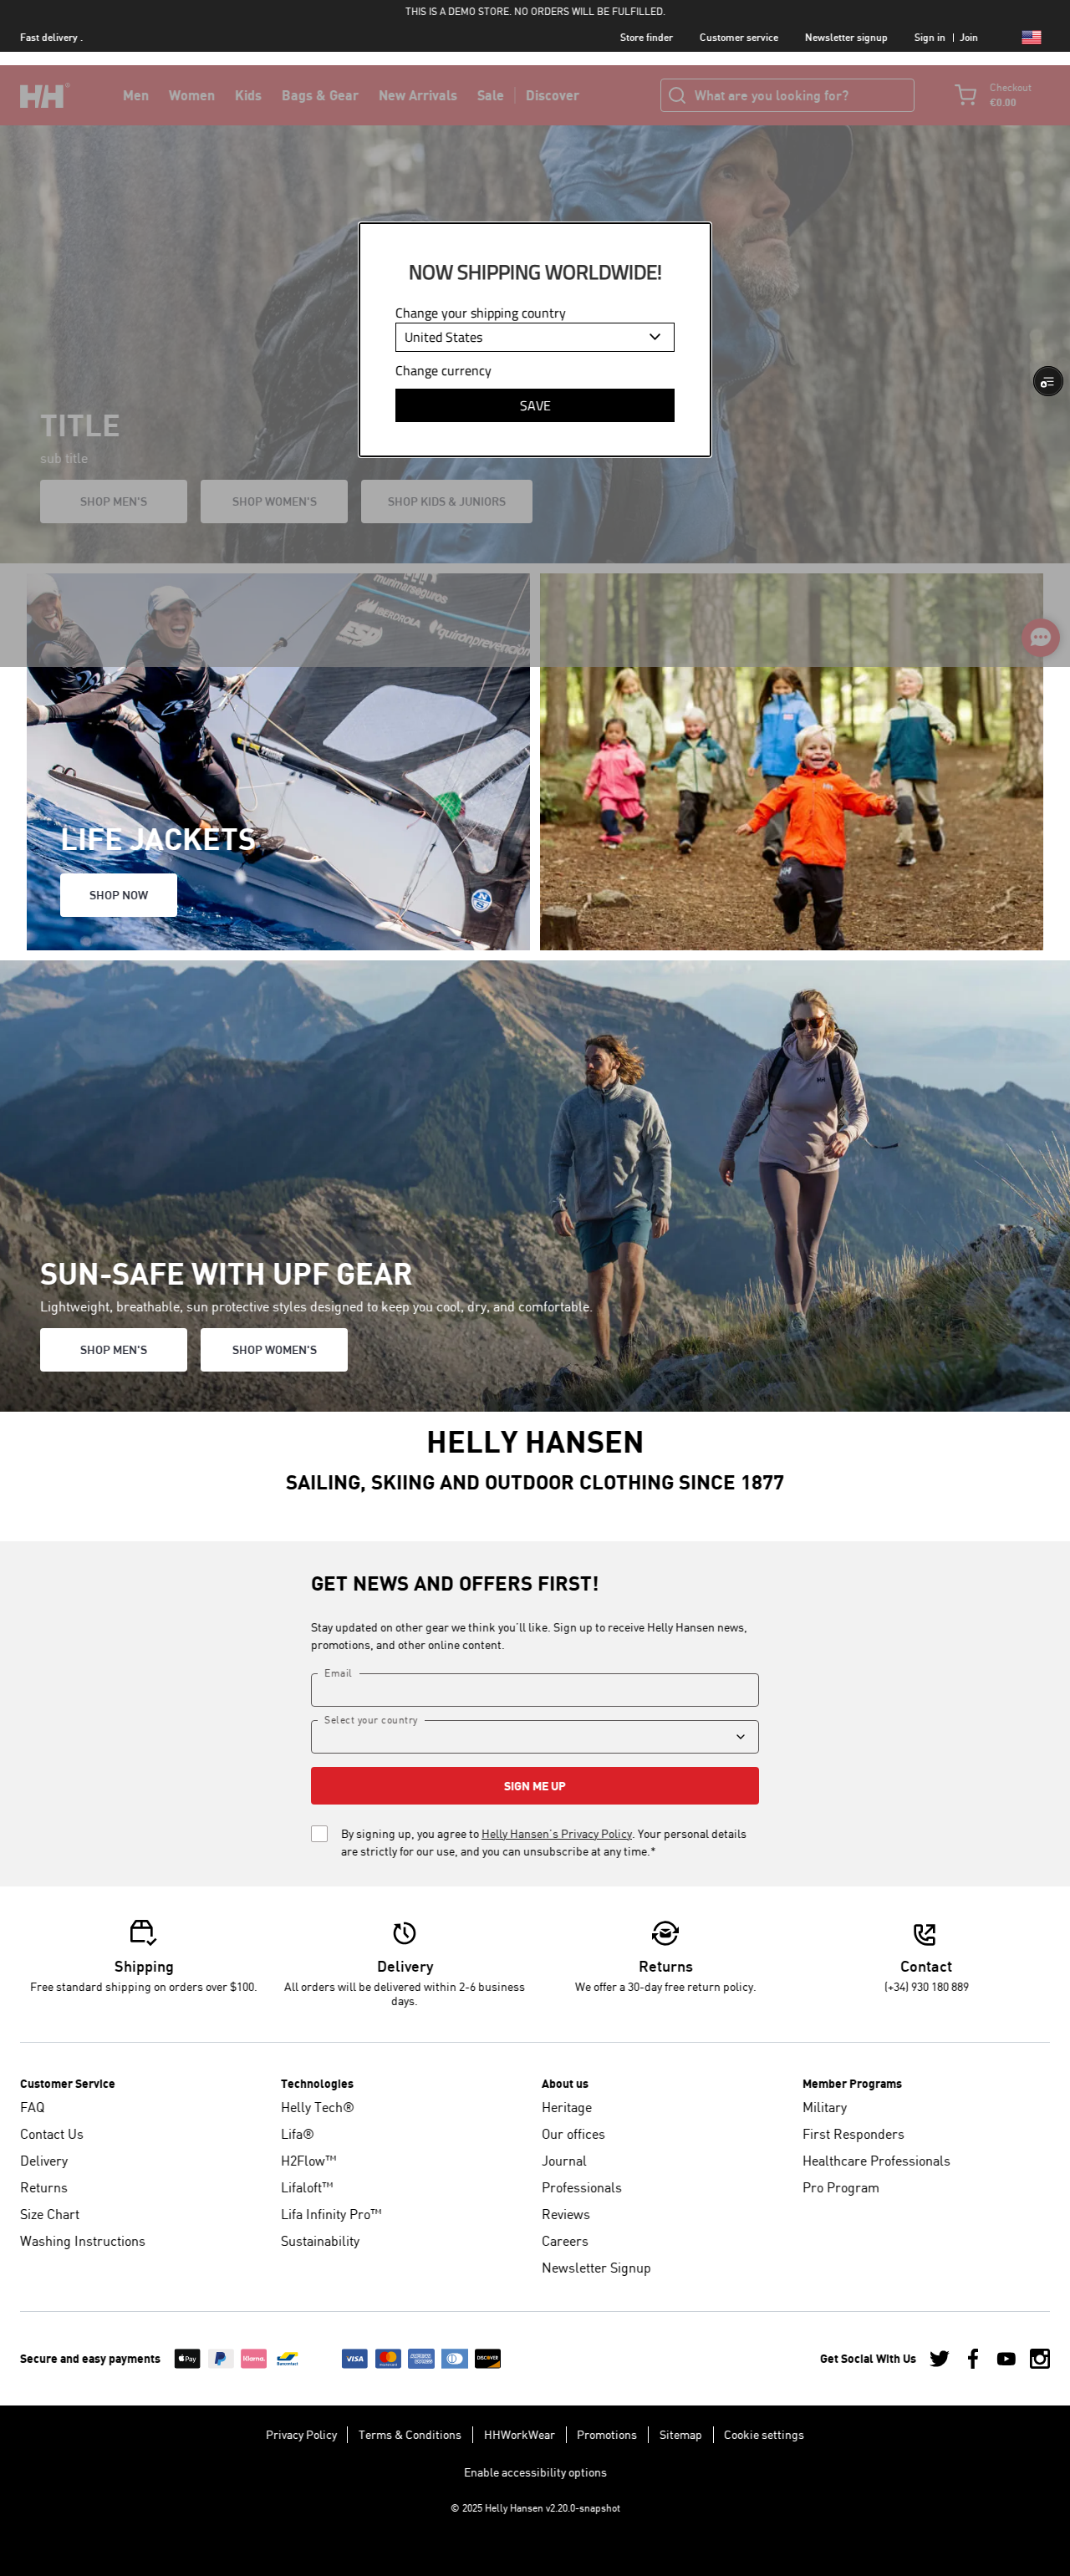 THIS IS A DEMO STORE. NO ORDERS WILL BE FULFILLED.
Fast delivery .
Store finder
Customer service
Newsletter signup
Sign in | Join
HH®
Men
Women
Kids
Bags & Gear
New Arrivals
Sale
Discover
What are you looking for?
Checkout
€0.00
NOW SHIPPING WORLDWIDE!
Change your shipping country
United States
Change currency
SAVE
TITLE
sub title
SHOP MEN'S
SHOP WOMEN'S
SHOP KIDS & JUNIORS
murimarseguros
IBERDROLA
ESP
quirónprevención
LIFE JACKETS
SHOP NOW
SUN-SAFE WITH UPF GEAR
Lightweight, breathable, sun protective styles designed to keep you cool, dry, and comfortable.
SHOP MEN'S
SHOP WOMEN'S
HELLY HANSEN
SAILING, SKIING AND OUTDOOR CLOTHING SINCE 1877
GET NEWS AND OFFERS FIRST!
Stay updated on other gear we think you'll like. Sign up to receive Helly Hansen news,
promotions, and other online content.
Email
Select your country
SIGN ME UP
By signing up, you agree to Helly Hansen's Privacy Policy. Your personal details
are strictly for our use, and you can unsubscribe at any time.*
Shipping
Free standard shipping on orders over $100.
Delivery
All orders will be delivered within 2-6 business
days.
Returns
We offer a 30-day free return policy.
Contact
(+34) 930 180 889
Customer Service
FAQ
Contact Us
Delivery
Returns
Size Chart
Washing Instructions
Technologies
Helly Tech®
Lifa®
H2Flow™
Lifaloft™
Lifa Infinity Pro™
Sustainability
About us
Heritage
Our offices
Journal
Professionals
Reviews
Careers
Newsletter Signup
Member Programs
Military
First Responders
Healthcare Professionals
Pro Program
Secure and easy payments
Pay
Klarna.
Bancontact
VISA
DISCOVER
Get Social With Us
Privacy Policy
Terms & Conditions
HHWorkWear
Promotions
Sitemap
Cookie settings
Enable accessibility options
© 2025 Helly Hansen v2.20.0-snapshot